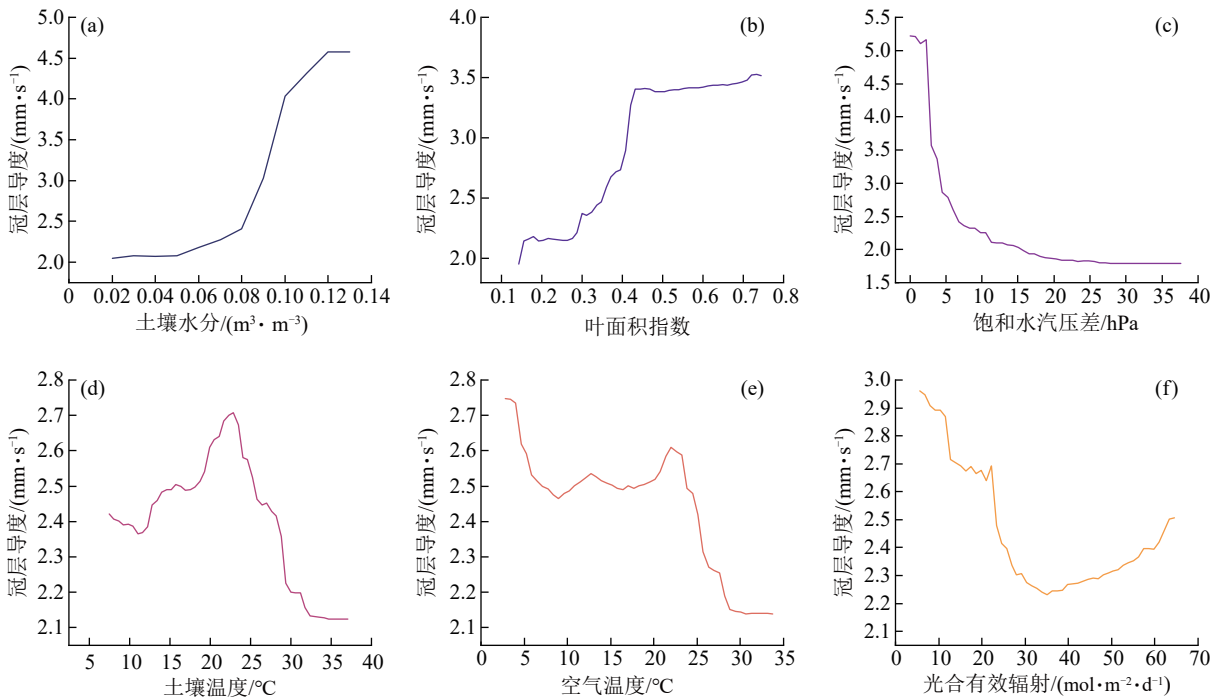 (a)
冠层导度/(mm·s⁻¹)
5.0
4.5
4.0
3.5
3.0
2.5
2.0
0 0.02 0.04 0.06 0.08 0.10 0.12 0.14
土壤水分/(m³·m⁻³)
(b)
冠层导度/(mm·s⁻¹)
4.0
3.5
3.0
2.5
2.0
0.1 0.2 0.3 0.4 0.5 0.6 0.7 0.8
叶面积指数
(c)
冠层导度/(mm·s⁻¹)
5.5
5.0
4.5
4.0
3.5
3.0
2.5
2.0
1.5
0 5 10 15 20 25 30 35 40
饱和水汽压差/hPa
(d)
冠层导度/(mm·s⁻¹)
2.8
2.7
2.6
2.5
2.4
2.3
2.2
2.1
5 10 15 20 25 30 35 40
土壤温度/℃
(e)
冠层导度/(mm·s⁻¹)
2.8
2.7
2.6
2.5
2.4
2.3
2.2
2.1
0 5 10 15 20 25 30 35
空气温度/℃
(f)
冠层导度/(mm·s⁻¹)
3.0
2.9
2.8
2.7
2.6
2.5
2.4
2.3
2.2
2.1
0 10 20 30 40 50 60 70
光合有效辐射/(mol·m⁻²·d⁻¹)